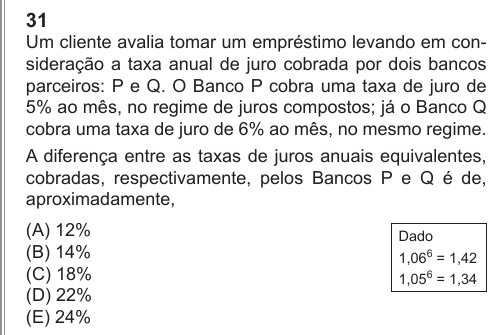 31
Um cliente avalia tomar um empréstimo levando em con-
sideração a taxa anual de juro cobrada por dois bancos
parceiros: P e Q. O Banco P cobra uma taxa de juro de
5% ao mês, no regime de juros compostos; já o Banco Q
cobra uma taxa de juro de 6% ao mês, no mesmo regime.
A diferença entre as taxas de juros anuais equivalentes,
cobradas, respectivamente, pelos Bancos P e Q é de,
aproximadamente,
(A) 12%
(B) 14%
(C) 18%
(D) 22%
(E) 24%
Dado
1,06⁶ = 1,42
1,05⁶ = 1,34